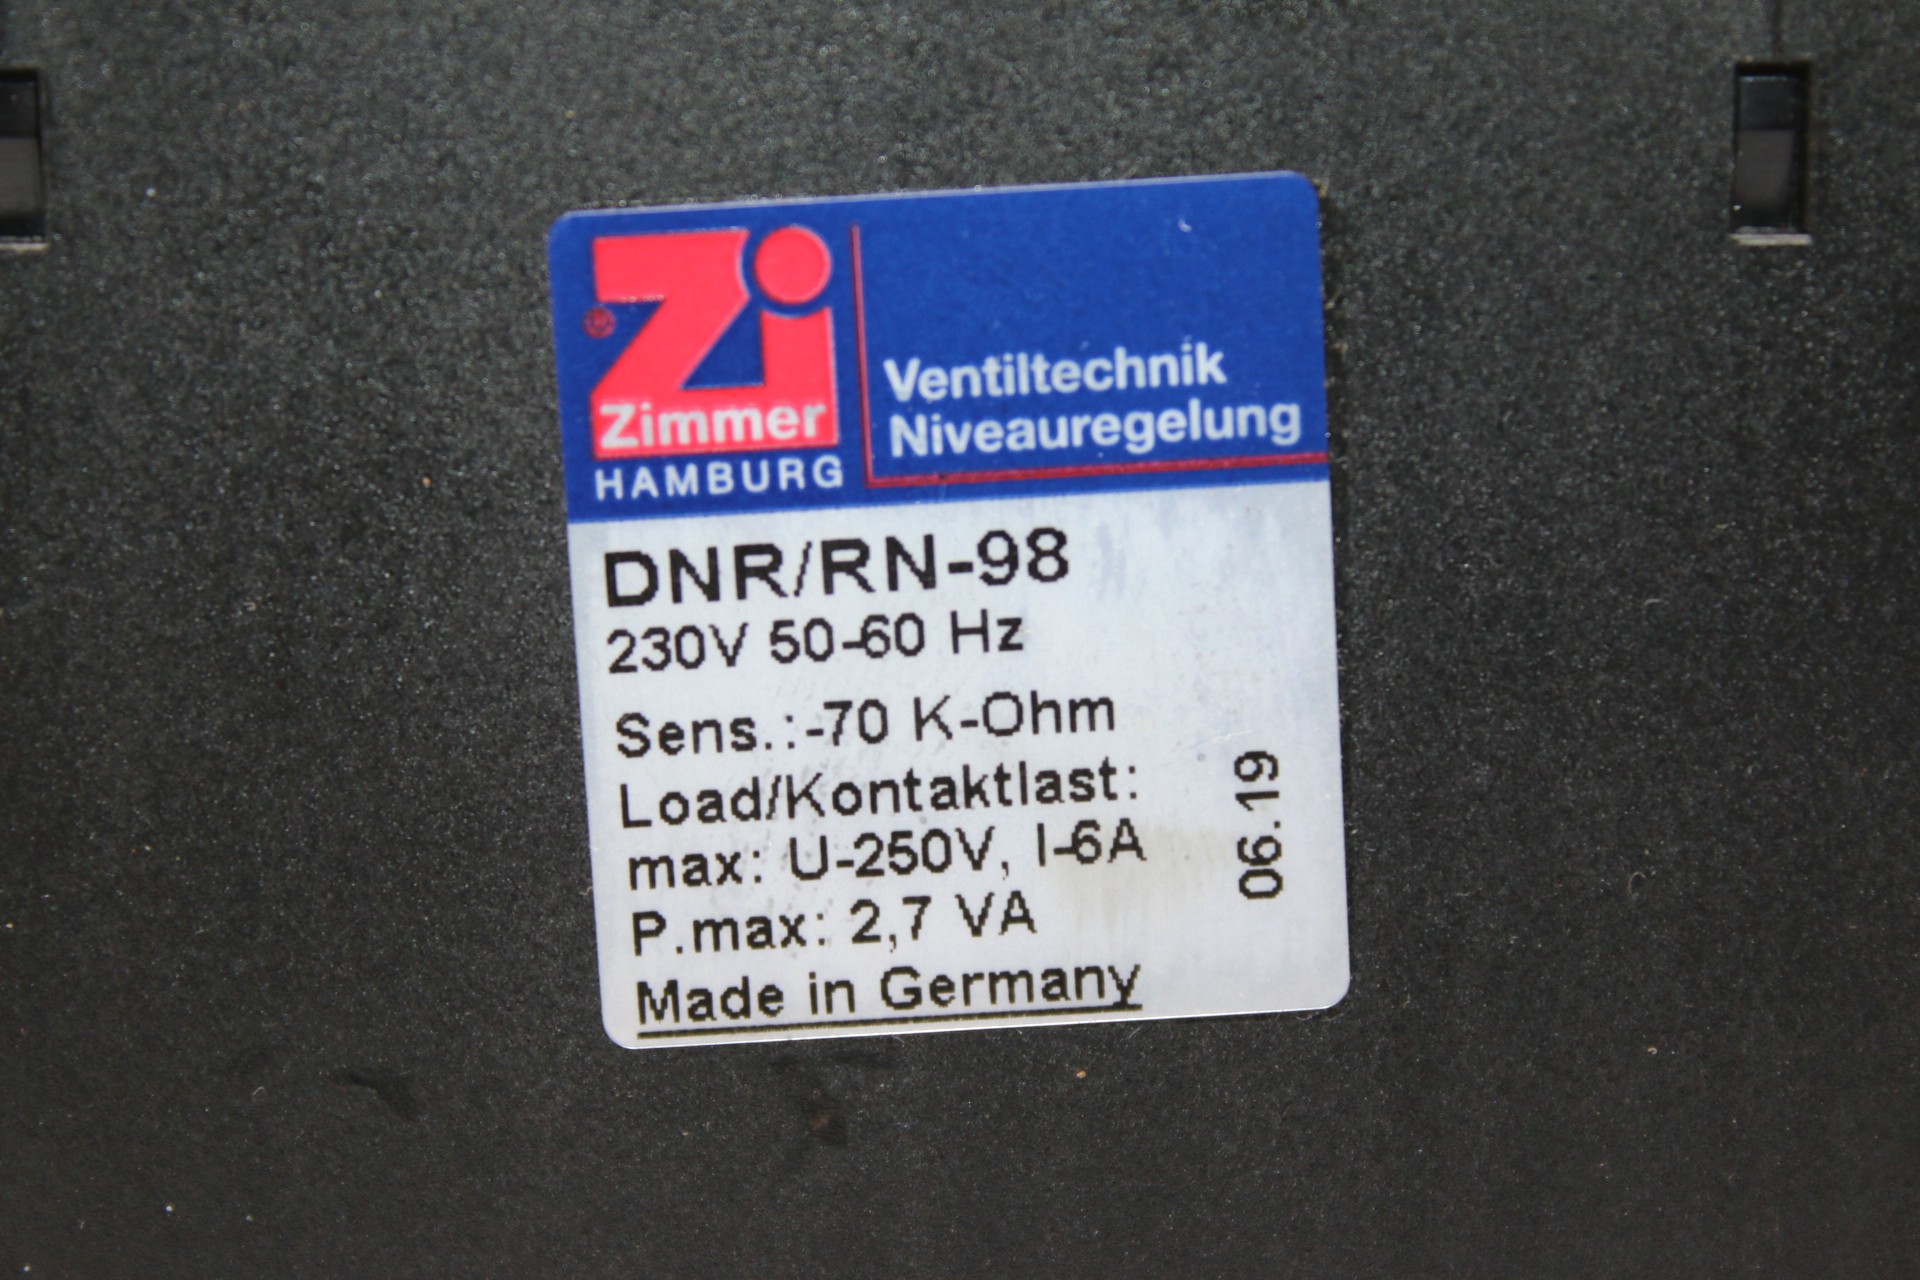 Zi
Zimmer
HAMBURG
Ventiltechnik
Niveauregelung
DNR/RN-98
230V 50-60 Hz
Sens.:-70 K-Ohm
Load/Kontaktlast:
max: U-250V, I-6A
P.max: 2,7 VA
Made in Germany
06.19